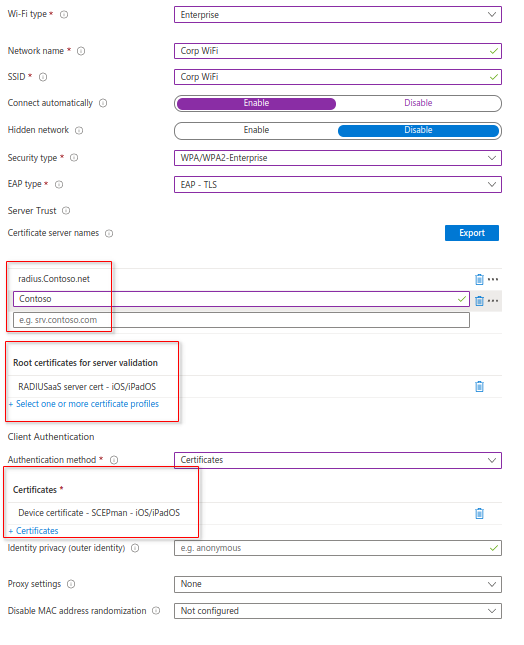 Wi-Fi type * Enterprise
Network name * Corp WiFi
SSID * Corp WiFi
Connect automatically Enable Disable
Hidden network Enable Disable
Security type * WPA/WPA2-Enterprise
EAP type * EAP - TLS
Server Trust
Certificate server names Export
radius.Contoso.net
Contoso
e.g. srv.contoso.com
Root certificates for server validation
RADIUSaaS server cert - iOS/iPadOS
+ Select one or more certificate profiles
Client Authentication
Authentication method * Certificates
Certificates *
Device certificate - SCEPman - iOS/iPadOS
+ Certificates
Identity privacy (outer identity) e.g. anonymous
Proxy settings None
Disable MAC address randomization Not configured